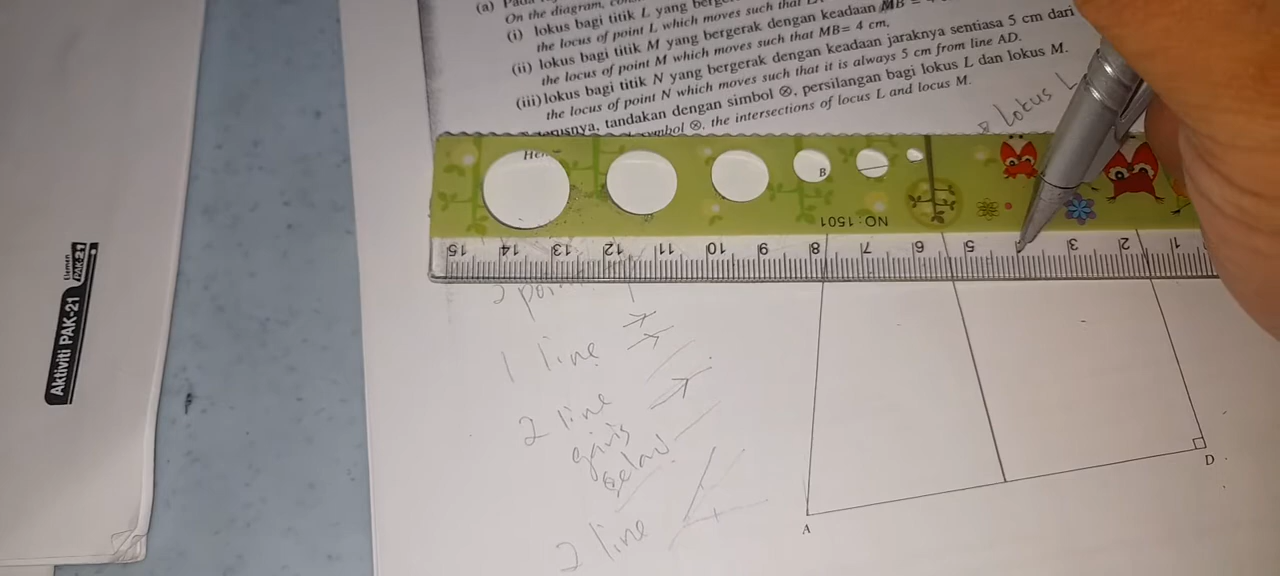 (a)
On the diagram,
(i) lokus bagi titik L yang
the locus of point L which moves such that
(ii) lokus bagi titik M yang bergerak dengan keadaan MB =
the locus of point M which moves such that MB= 4 cm,
(iii) lokus bagi titik N yang bergerak dengan keadaan jaraknya sentiasa 5 cm dari
the locus of point N which moves such that it is always 5 cm from line AD.
tandakan dengan simbol ⊗, persilangan bagi lokus L dan lokus M.
symbol ⊗, the intersections of locus L and locus M.
Lokus L
B
NO: 1501
15 14 13 12 11 10 9 8 7 6 5 3 2 1
Elemen
PAK-21
Aktiviti PAK-21
1 line
2 line
garis
2 line
A
D